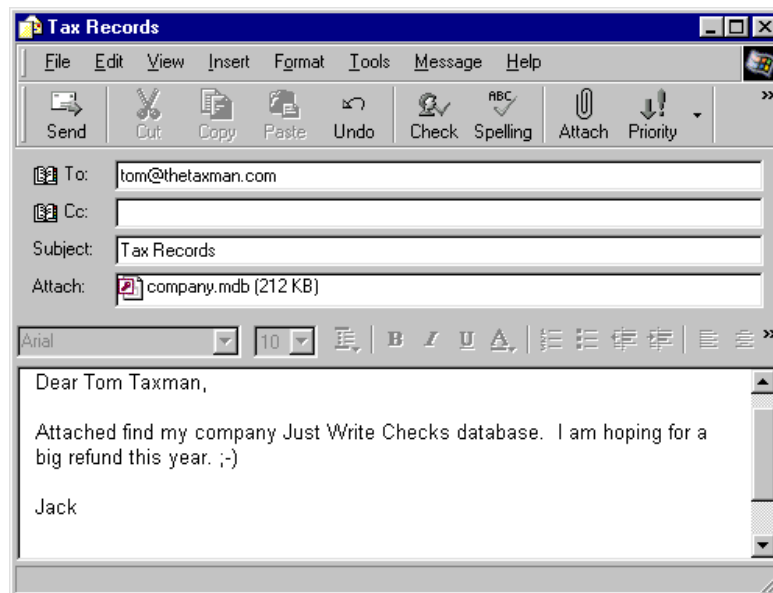 Tax Records
File Edit View Insert Format Tools Message Help
ABC
Send Cut Copy Paste Undo Check Spelling Attach Priority
To: tom@thetaxman.com
Cc:
Subject: Tax Records
Attach: company.mdb (212 KB)
Arial 10 B I U A
Dear Tom Taxman,
Attached find my company Just Write Checks database.  I am hoping for a
big refund this year. ;-)
Jack